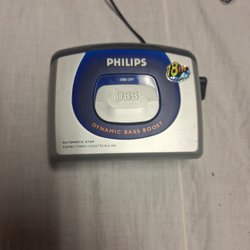 PHILIPS
DBB OFF
DBB
DYNAMIC BASS BOOST
AUTOMATIC STOP
STEREO CASSETTE PLAYER